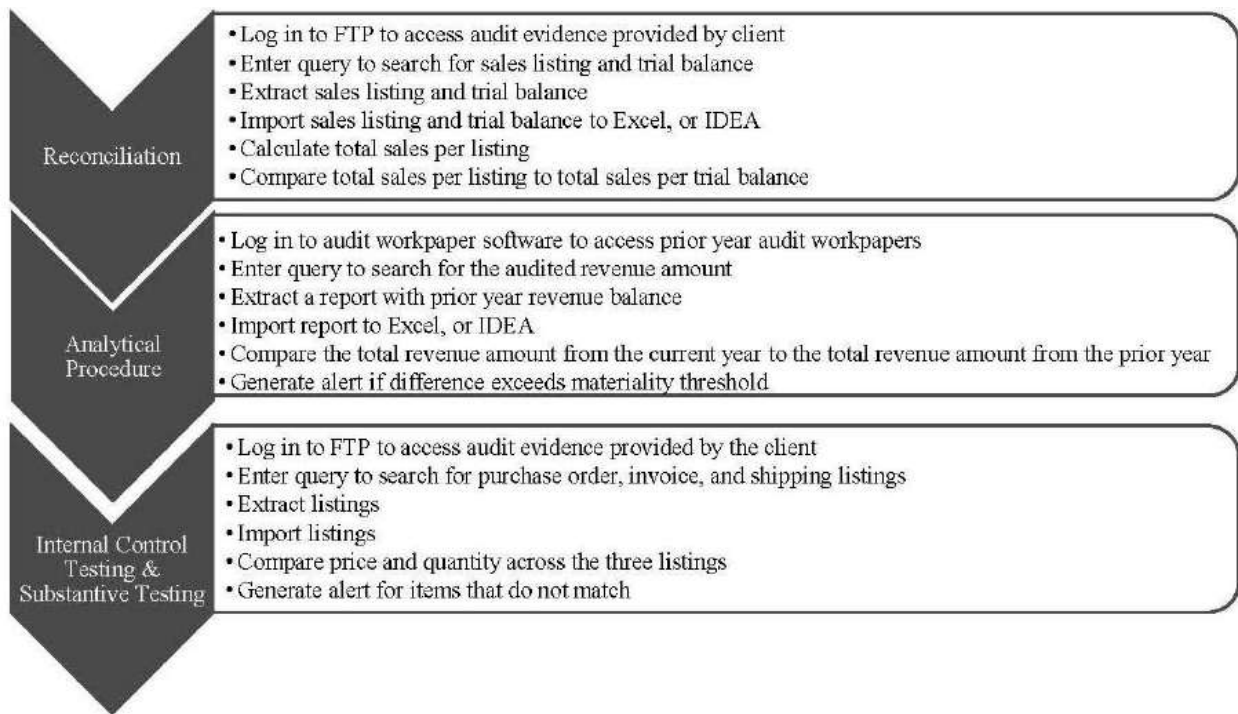 Reconciliation
• Log in to FTP to access audit evidence provided by client
• Enter query to search for sales listing and trial balance
• Extract sales listing and trial balance
• Import sales listing and trial balance to Excel, or IDEA
• Calculate total sales per listing
• Compare total sales per listing to total sales per trial balance
Analytical
Procedure
• Log in to audit workpaper software to access prior year audit workpapers
• Enter query to search for the audited revenue amount
• Extract a report with prior year revenue balance
• Import report to Excel, or IDEA
• Compare the total revenue amount from the current year to the total revenue amount from the prior year
• Generate alert if difference exceeds materiality threshold
Internal Control
Testing &
Substantive Testing
• Log in to FTP to access audit evidence provided by the client
• Enter query to search for purchase order, invoice, and shipping listings
• Extract listings
• Import listings
• Compare price and quantity across the three listings
• Generate alert for items that do not match